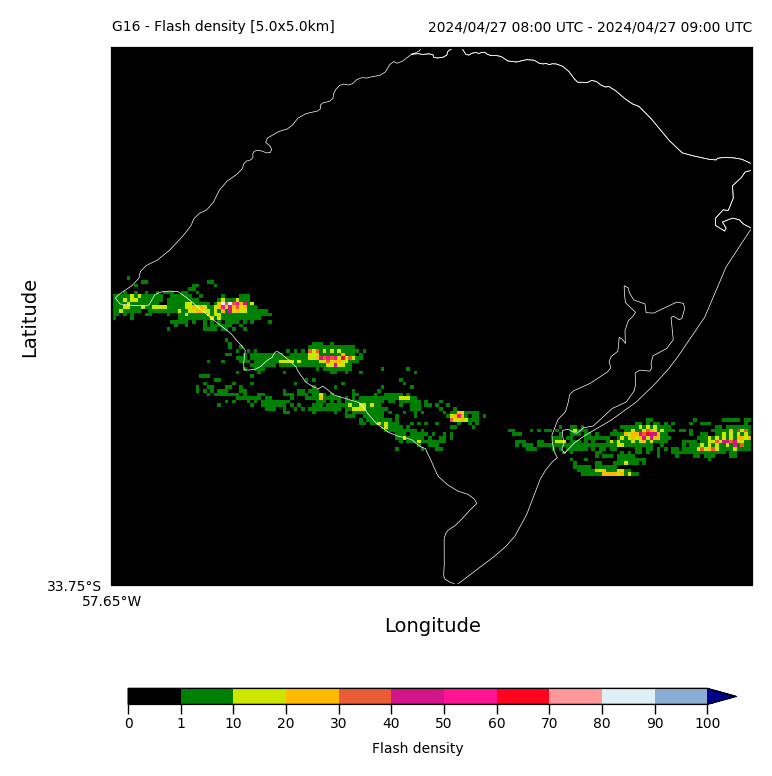 G16 - Flash density [5.0x5.0km]
2024/04/27 08:00 UTC - 2024/04/27 09:00 UTC
Latitude
33.75°S
57.65°W
Longitude
0 1 10 20 30 40 50 60 70 80 90 100
Flash density